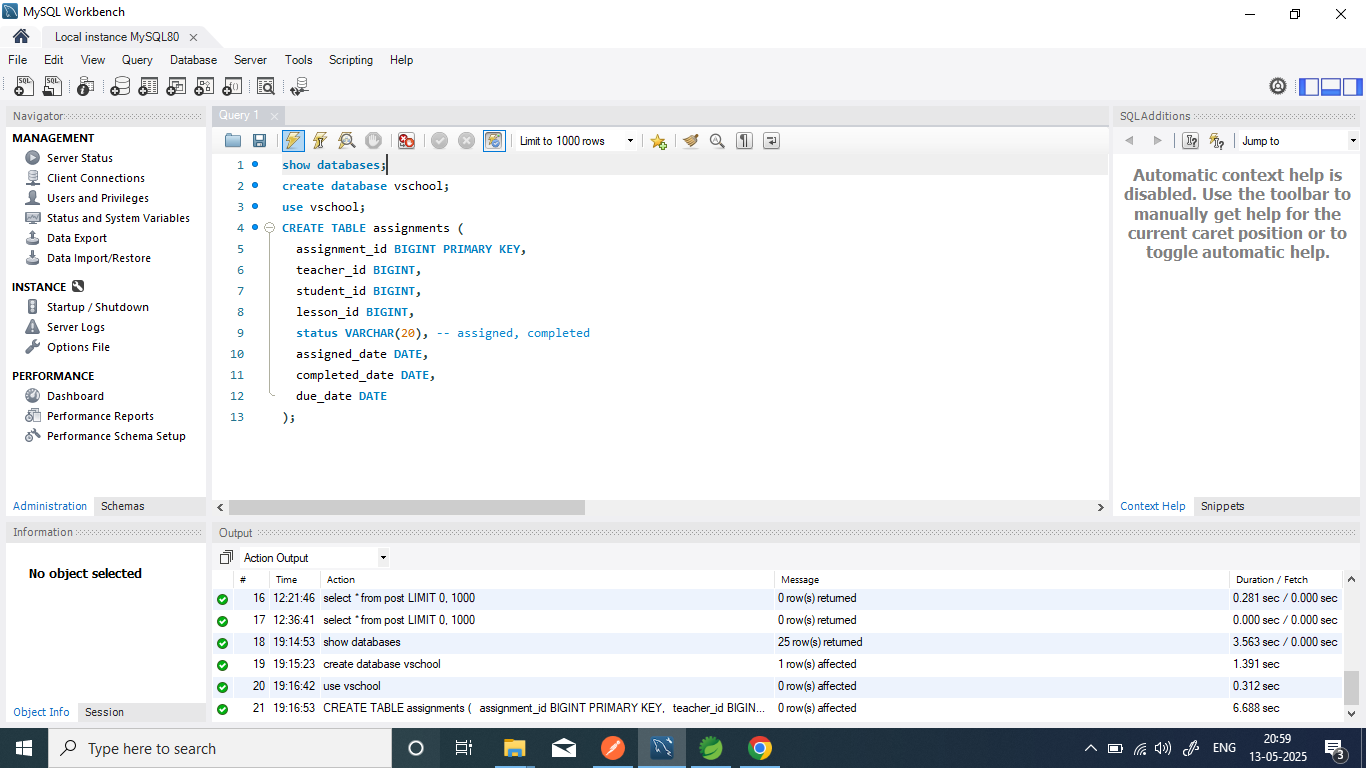 MySQL Workbench
Local instance MySQL80
File Edit View Query Database Server Tools Scripting Help
Navigator
MANAGEMENT
Server Status
Client Connections
Users and Privileges
Status and System Variables
Data Export
Data Import/Restore
INSTANCE
Startup / Shutdown
Server Logs
Options File
PERFORMANCE
Dashboard
Performance Reports
Performance Schema Setup
Administration Schemas
Information
No object selected
Object Info Session
Query 1
Limit to 1000 rows
1 show databases;
2 create database vschool;
3 use vschool;
4 CREATE TABLE assignments (
5 assignment_id BIGINT PRIMARY KEY,
6 teacher_id BIGINT,
7 student_id BIGINT,
8 lesson_id BIGINT,
9 status VARCHAR(20), -- assigned, completed
10 assigned_date DATE,
11 completed_date DATE,
12 due_date DATE
13 );
SQLAdditions
Jump to
Automatic context help is
disabled. Use the toolbar to
manually get help for the
current caret position or to
toggle automatic help.
Context Help Snippets
Output
Action Output
# Time Action Message Duration / Fetch
16 12:21:46 select * from post LIMIT 0, 1000 0 row(s) returned 0.281 sec / 0.000 sec
17 12:36:41 select * from post LIMIT 0, 1000 0 row(s) returned 0.000 sec / 0.000 sec
18 19:14:53 show databases 25 row(s) returned 3.563 sec / 0.000 sec
19 19:15:23 create database vschool 1 row(s) affected 1.391 sec
20 19:16:42 use vschool 0 row(s) affected 0.312 sec
21 19:16:53 CREATE TABLE assignments ( assignment_id BIGINT PRIMARY KEY, teacher_id BIGIN... 0 row(s) affected 6.688 sec
Type here to search
ENG
20:59
13-05-2025
3